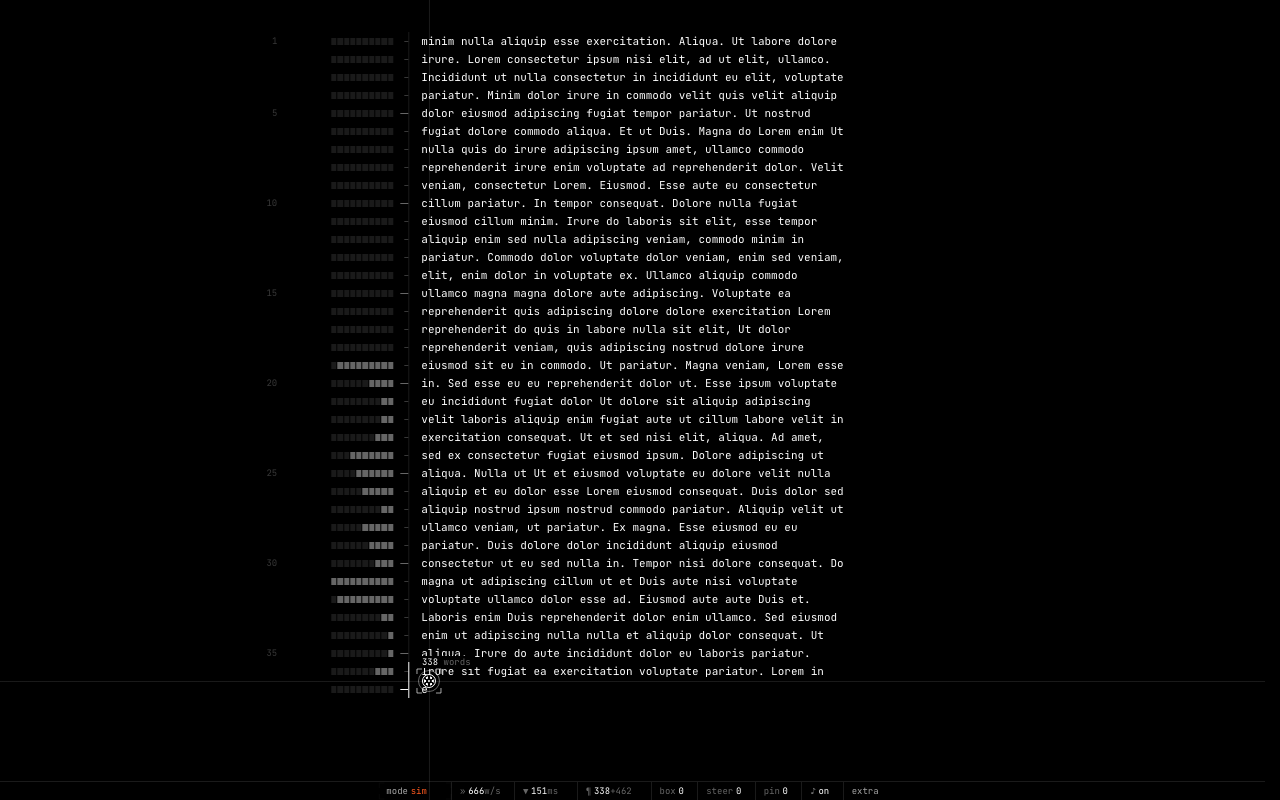 1 minim nulla aliquip esse exercitation. Aliqua. Ut labore dolore
irure. Lorem consectetur ipsum nisi elit, ad ut elit, ullamco.
Incididunt ut nulla consectetur in incididunt eu elit, voluptate
pariatur. Minim dolor irure in commodo velit quis velit aliquip
5 dolor eiusmod adipiscing fugiat tempor pariatur. Ut nostrud
fugiat dolore commodo aliqua. Et ut Duis. Magna do Lorem enim Ut
nulla quis do irure adipiscing ipsum amet, ullamco commodo
reprehenderit irure enim voluptate ad reprehenderit dolor. Velit
veniam, consectetur Lorem. Eiusmod. Esse aute eu consectetur
10 cillum pariatur. In tempor consequat. Dolore nulla fugiat
eiusmod cillum minim. Irure do laboris sit elit, esse tempor
aliquip enim sed nulla adipiscing veniam, commodo minim in
pariatur. Commodo dolor voluptate dolor veniam, enim sed veniam,
elit, enim dolor in voluptate ex. Ullamco aliquip commodo
15 ullamco magna magna dolore aute adipiscing. Voluptate ea
reprehenderit quis adipiscing dolore dolore exercitation Lorem
reprehenderit do quis in labore nulla sit elit, Ut dolor
reprehenderit veniam, quis adipiscing nostrud dolore irure
eiusmod sit eu in commodo. Ut pariatur. Magna veniam, Lorem esse
20 in. Sed esse eu eu reprehenderit dolor ut. Esse ipsum voluptate
eu incididunt fugiat dolor Ut dolore sit aliquip adipiscing
velit laboris aliquip enim fugiat aute ut cillum labore velit in
exercitation consequat. Ut et sed nisi elit, aliqua. Ad amet,
sed ex consectetur fugiat eiusmod ipsum. Dolore adipiscing ut
25 aliqua. Nulla ut Ut et eiusmod voluptate eu dolore velit nulla
aliquip et eu dolor esse Lorem eiusmod consequat. Duis dolor sed
aliquip nostrud ipsum nostrud commodo pariatur. Aliquip velit ut
ullamco veniam, ut pariatur. Ex magna. Esse eiusmod eu eu
pariatur. Duis dolore dolor incididunt aliquip eiusmod
30 consectetur ut eu sed nulla in. Tempor nisi dolore consequat. Do
magna ut adipiscing cillum ut et Duis aute nisi voluptate
voluptate ullamco dolor esse ad. Eiusmod aute aute Duis et.
Laboris enim Duis reprehenderit dolor enim ullamco. Sed eiusmod
enim ut adipiscing nulla nulla et aliquip dolor consequat. Ut
35 aliqua. Irure do aute incididunt dolor eu laboris pariatur.
338 words
Irure sit fugiat ea exercitation voluptate pariatur. Lorem in
mode sim » 666w/s ▼ 151ms ¶ 338+462 box 0 steer 0 pin 0 ♪ on extra